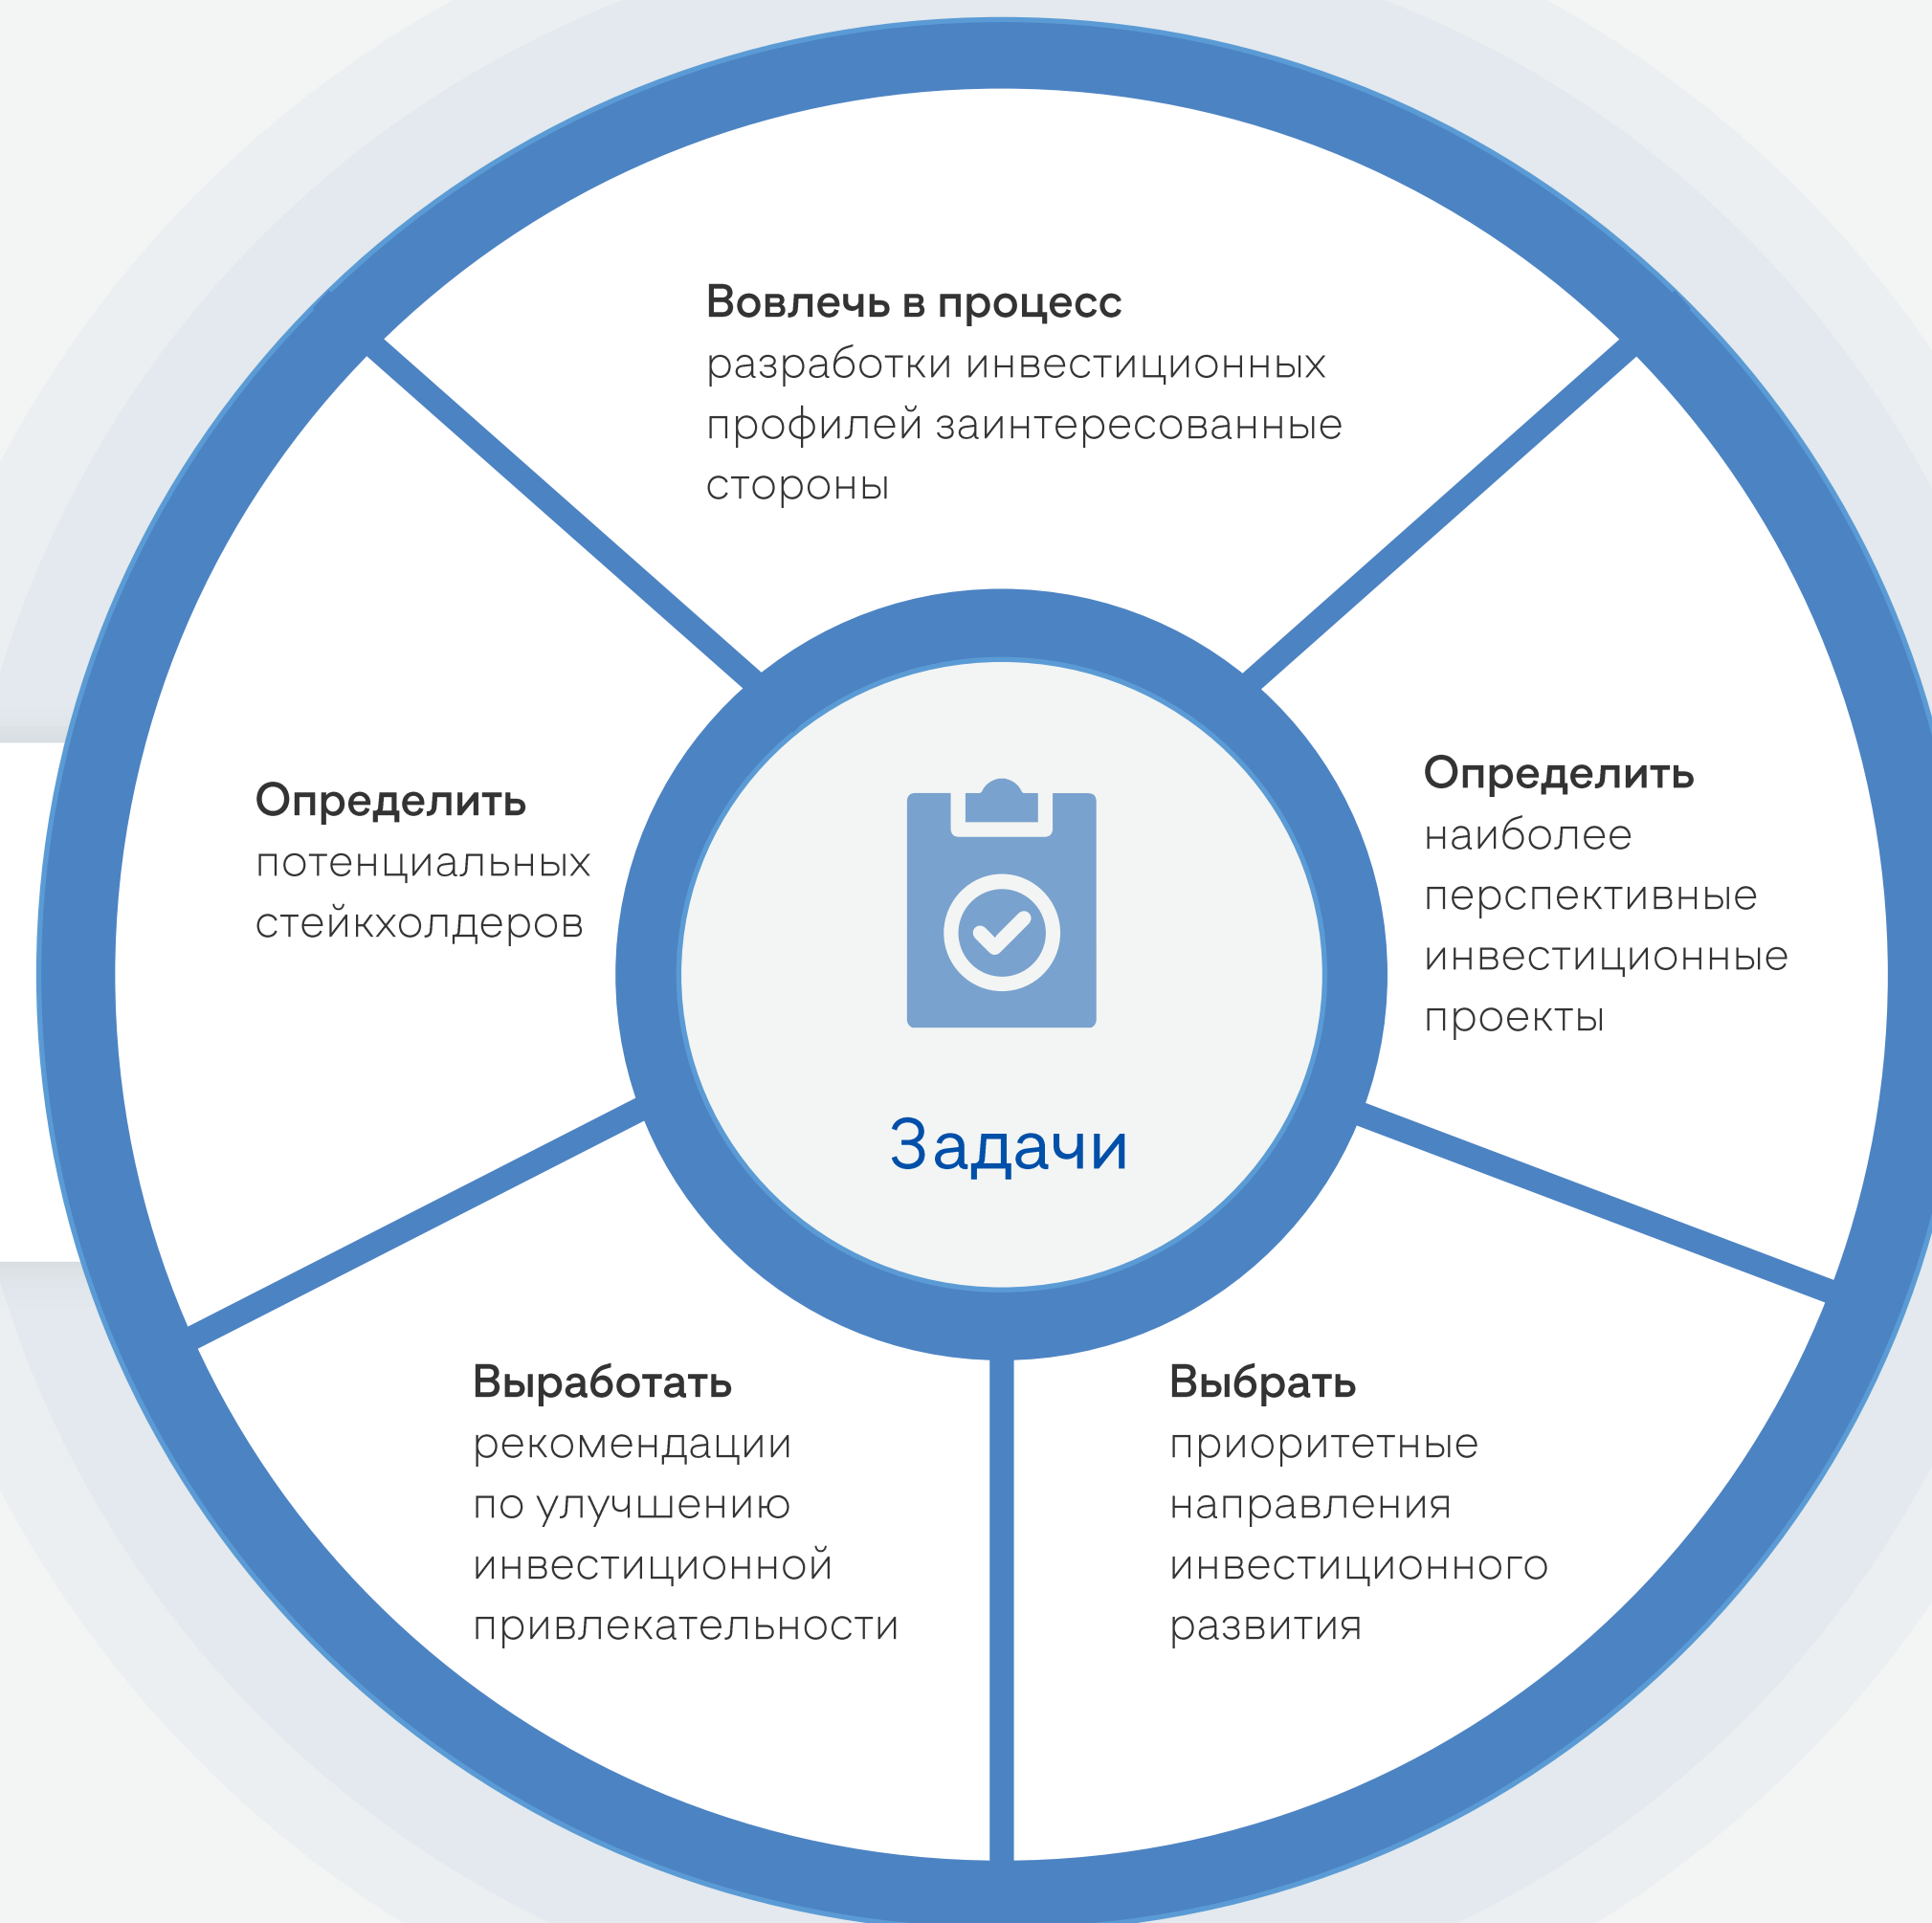 Вовлечь в процесс
разработки инвестиционных
профилей заинтересованные
стороны
Определить
наиболее
перспективные
инвестиционные
проекты
Выбрать
приоритетные
направления
инвестиционного
развития
Выработать
рекомендации
по улучшению
инвестиционной
привлекательности
Определить
потенциальных
стейкхолдеров
Задачи